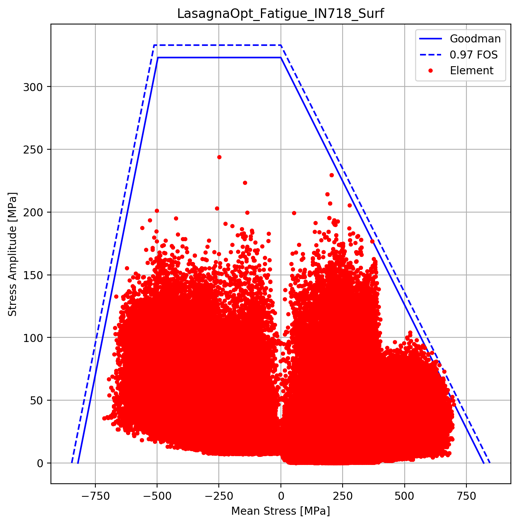 LasagnaOpt_Fatigue_IN718_Surf
Goodman
0.97 FOS
Element
Stress Amplitude [MPa]
300
250
200
150
100
50
0
−750
−500
−250
0
250
500
750
Mean Stress [MPa]